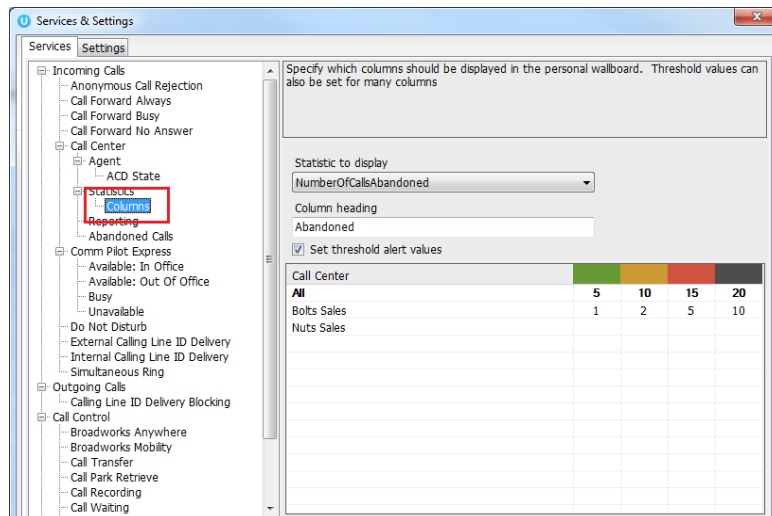 Services & Settings
Services Settings
Incoming Calls
Anonymous Call Rejection
Call Forward Always
Call Forward Busy
Call Forward No Answer
Call Center
Agent
ACD State
Statistics
Columns
Reporting
Abandoned Calls
Comm Pilot Express
Available: In Office
Available: Out Of Office
Busy
Unavailable
Do Not Disturb
External Calling Line ID Delivery
Internal Calling Line ID Delivery
Simultaneous Ring
Outgoing Calls
Calling Line ID Delivery Blocking
Call Control
Broadworks Anywhere
Broadworks Mobility
Call Transfer
Call Park Retrieve
Call Recording
Call Waiting
Specify which columns should be displayed in the personal wallboard. Threshold values can
also be set for many columns
Statistic to display
NumberOfCallsAbandoned
Column heading
Abandoned
Set threshold alert values
Call Center
All 5 10 15 20
Bolts Sales 1 2 5 10
Nuts Sales